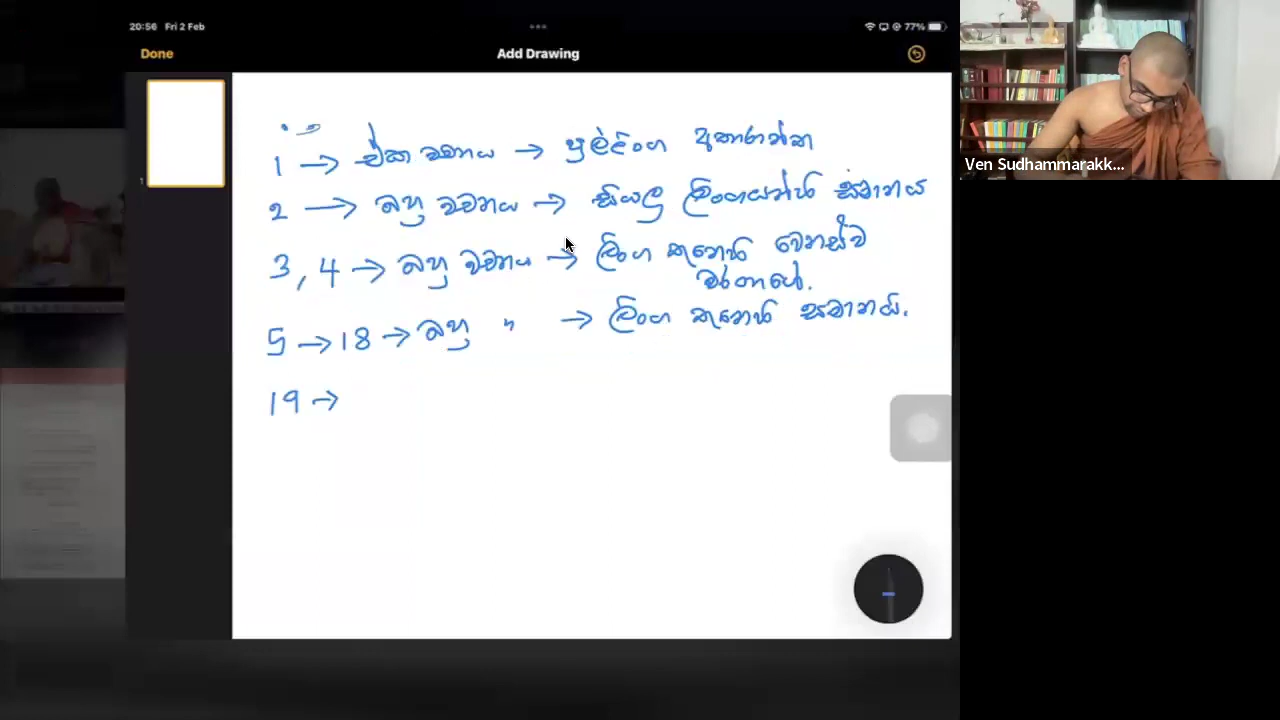 20:56 Fri 2 Feb
77%
Done
Add Drawing
1
1 → ඒක වචනය → පුල්ලිංග අකාරාන්ත
2 → බහු වචනය → සියලු ලිංගයන්හි සමානය
3, 4 → බහු වචනය → ලිංග තුනෙහි වෙනස්ව
වරනැගේ.
5 → 18 → බහු " → ලිංග තුනෙහි සමානයි.
19 →
Ven Sudhammarakk...